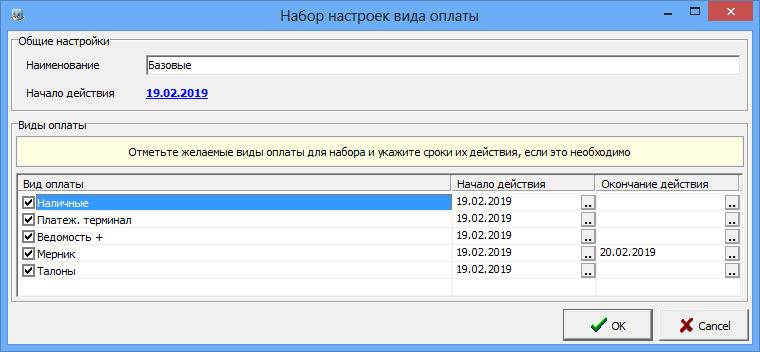 Набор настроек вида оплаты
Общие настройки
Наименование Базовые
Начало действия 19.02.2019
Виды оплаты
Отметьте желаемые виды оплаты для набора и укажите сроки их действия, если это необходимо
Вид оплаты Начало действия Окончание действия
Наличные 19.02.2019 .. ..
Платеж. терминал 19.02.2019 .. ..
Ведомость + 19.02.2019 .. ..
Мерник 19.02.2019 .. 20.02.2019 ..
Талоны 19.02.2019 .. ..
OK Cancel